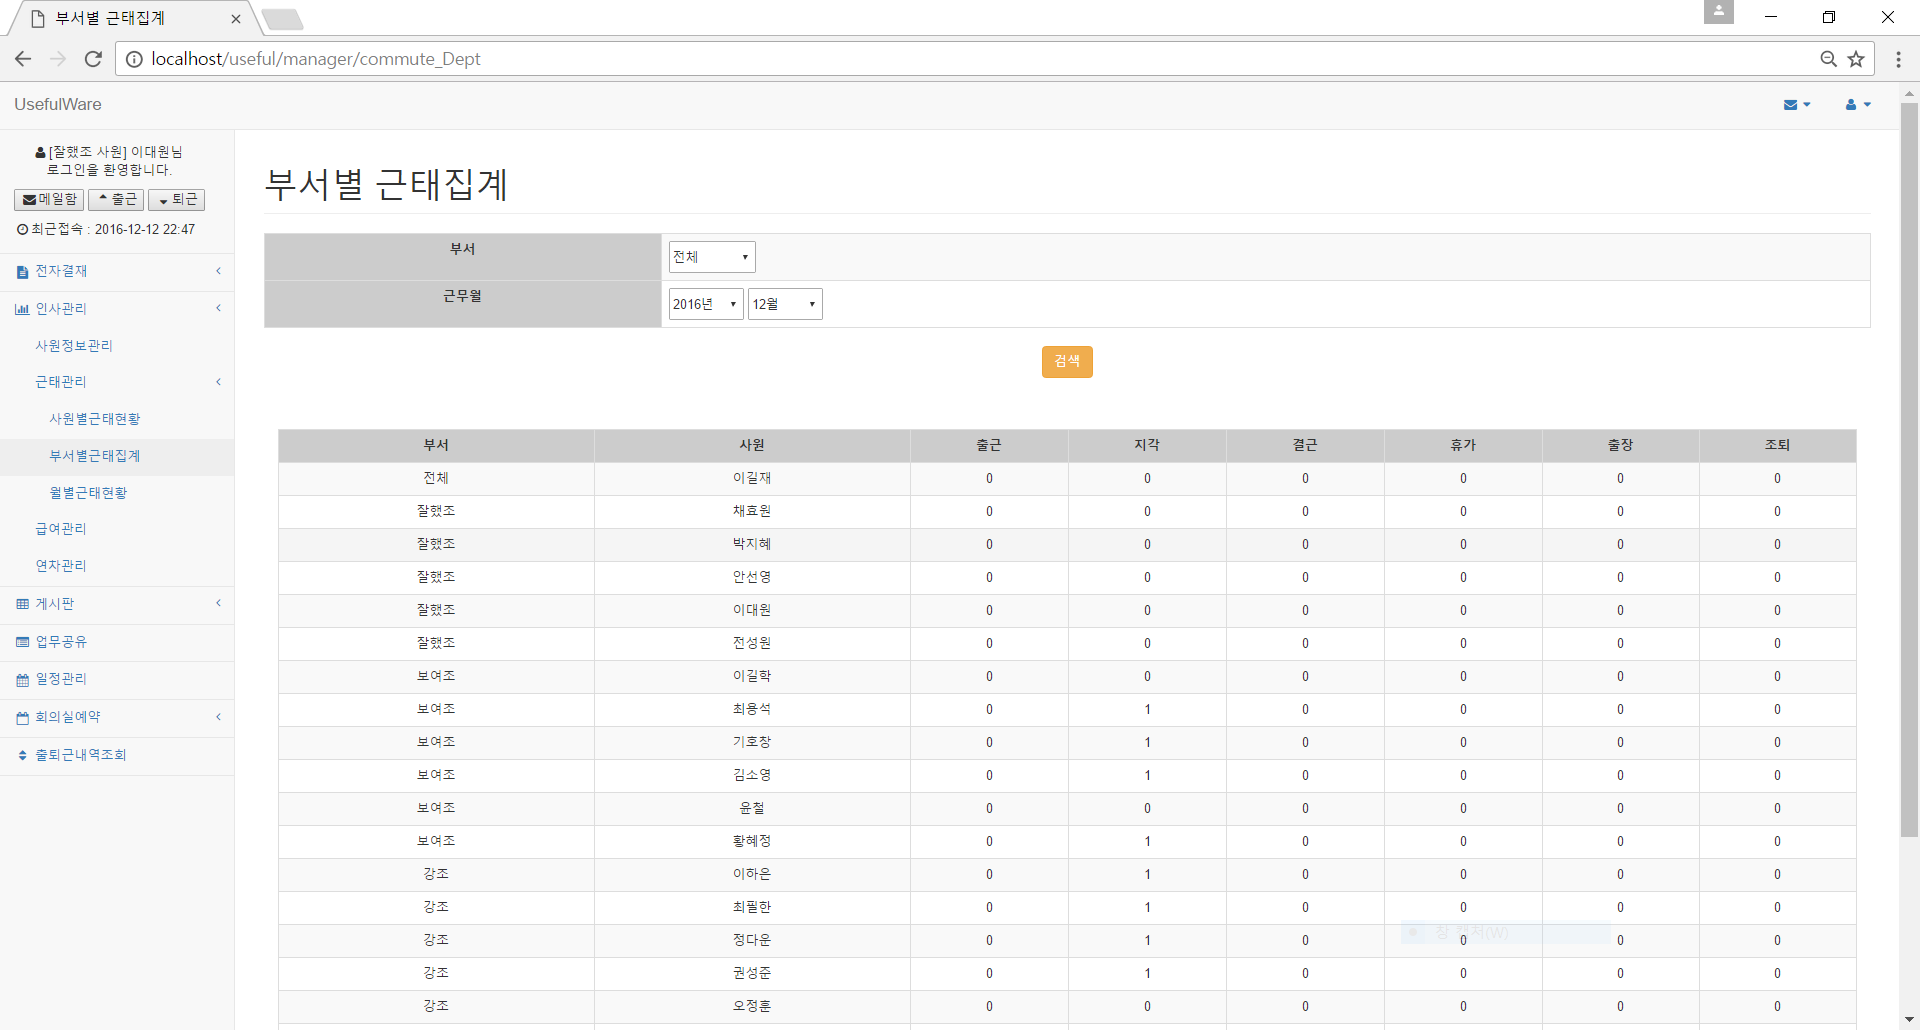 부서별 근태집계
localhost/useful/manager/commute_Dept
UsefulWare
[잘했조 사원] 이대원님
로그인을 환영합니다.
메일함 출근 퇴근
최근접속 : 2016-12-12 22:47
전자결재
인사관리
사원정보관리
근태관리
사원별근태현황
부서별근태집계
월별근태현황
급여관리
연차관리
게시판
업무공유
일정관리
회의실예약
출퇴근내역조회
부서별 근태집계
부서 전체
근무월 2016년 12월
검색
부서 사원 출근 지각 결근 휴가 출장 조퇴
전체 이길재 0 0 0 0 0 0
잘했조 채효원 0 0 0 0 0 0
잘했조 박지혜 0 0 0 0 0 0
잘했조 안선영 0 0 0 0 0 0
잘했조 이대원 0 0 0 0 0 0
잘했조 전성원 0 0 0 0 0 0
보여조 이길학 0 0 0 0 0 0
보여조 최용석 0 1 0 0 0 0
보여조 기호창 0 1 0 0 0 0
보여조 김소영 0 1 0 0 0 0
보여조 윤철 0 0 0 0 0 0
보여조 황혜정 0 1 0 0 0 0
강조 이하은 0 1 0 0 0 0
강조 최필한 0 1 0 0 0 0
강조 정다운 0 1 0 0 0 0
창 캡처(W)
강조 권성준 0 1 0 0 0 0
강조 오정훈 0 0 0 0 0 0